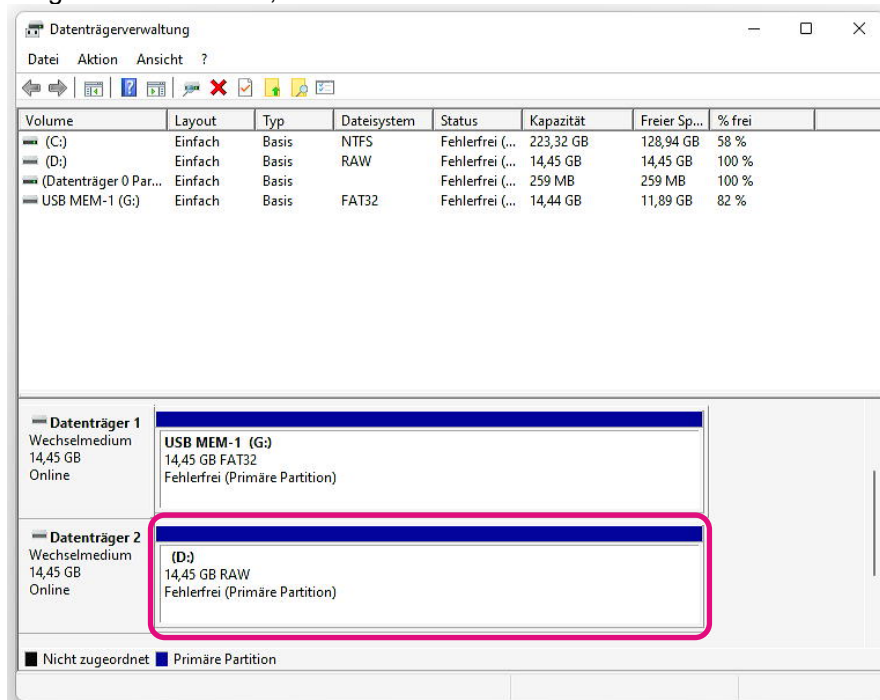 Datenträgerverwaltung
Datei Aktion Ansicht ?
Volume Layout Typ Dateisystem Status Kapazität Freier Sp... % frei
(C:) Einfach Basis NTFS Fehlerfrei (... 223,32 GB 128,94 GB 58 %
(D:) Einfach Basis RAW Fehlerfrei (... 14,45 GB 14,45 GB 100 %
(Datenträger 0 Par... Einfach Basis Fehlerfrei (... 259 MB 259 MB 100 %
USB MEM-1 (G:) Einfach Basis FAT32 Fehlerfrei (... 14,44 GB 11,89 GB 82 %
Datenträger 1
Wechselmedium
14,45 GB
Online
USB MEM-1 (G:)
14,45 GB FAT32
Fehlerfrei (Primäre Partition)
Datenträger 2
Wechselmedium
14,45 GB
Online
(D:)
14,45 GB RAW
Fehlerfrei (Primäre Partition)
Nicht zugeordnet Primäre Partition